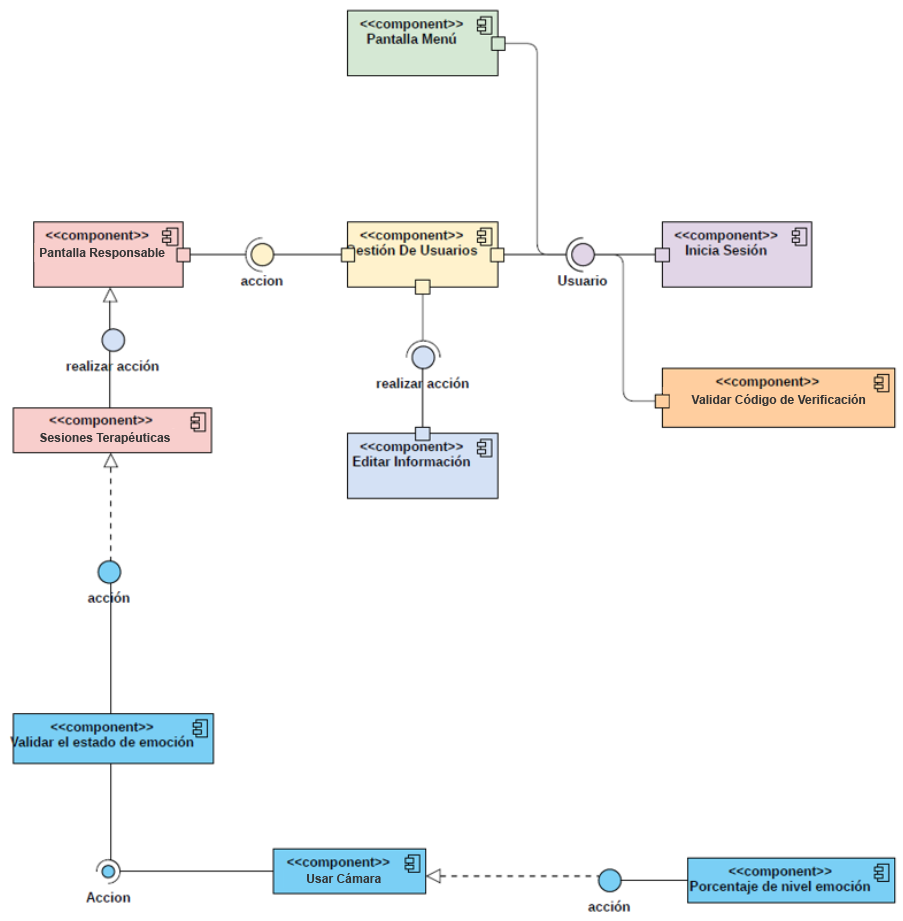 <<component>>
Pantalla Menú
<<component>>
Pantalla Responsable
accion
<<component>>
Gestión De Usuarios
Usuario
<<component>>
Inicia Sesión
realizar acción
realizar acción
<<component>>
Validar Código de Verificación
<<component>>
Sesiones Terapéuticas
<<component>>
Editar Información
acción
<<component>>
Validar el estado de emoción
Accion
<<component>>
Usar Cámara
acción
<<component>>
Porcentaje de nivel emoción